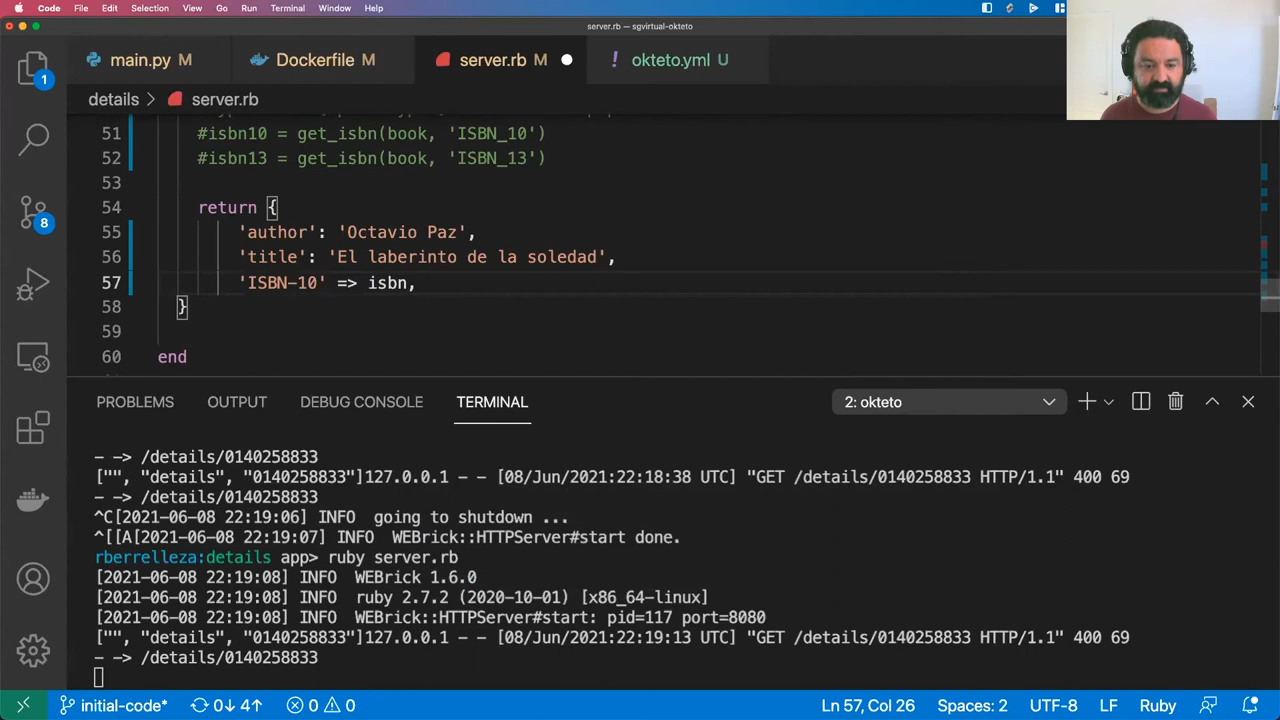 Code File Edit Selection View Go Run Terminal Window Help
server.rb — sgvirtual-okteto
main.py M Dockerfile M server.rb M okteto.yml U
details server.rb
51 #isbn10 = get_isbn(book, 'ISBN_10')
52 #isbn13 = get_isbn(book, 'ISBN_13')
53
54 return {
55 'author': 'Octavio Paz',
56 'title': 'El laberinto de la soledad',
57 'ISBN-10' => isbn,
58 }
59
60 end
1
8
PROBLEMS OUTPUT DEBUG CONSOLE TERMINAL 2: okteto
- -> /details/0140258833
["", "details", "0140258833"]127.0.0.1 - - [08/Jun/2021:22:18:38 UTC] "GET /details/0140258833 HTTP/1.1" 400 69
- -> /details/0140258833
^C[2021-06-08 22:19:06] INFO going to shutdown ...
^[[A[2021-06-08 22:19:07] INFO WEBrick::HTTPServer#start done.
rberrelleza:details app> ruby server.rb
[2021-06-08 22:19:08] INFO WEBrick 1.6.0
[2021-06-08 22:19:08] INFO ruby 2.7.2 (2020-10-01) [x86_64-linux]
[2021-06-08 22:19:08] INFO WEBrick::HTTPServer#start: pid=117 port=8080
["", "details", "0140258833"]127.0.0.1 - - [08/Jun/2021:22:19:13 UTC] "GET /details/0140258833 HTTP/1.1" 400 69
- -> /details/0140258833
initial-code* 0↓ 4↑ 0 0 Ln 57, Col 26 Spaces: 2 UTF-8 LF Ruby